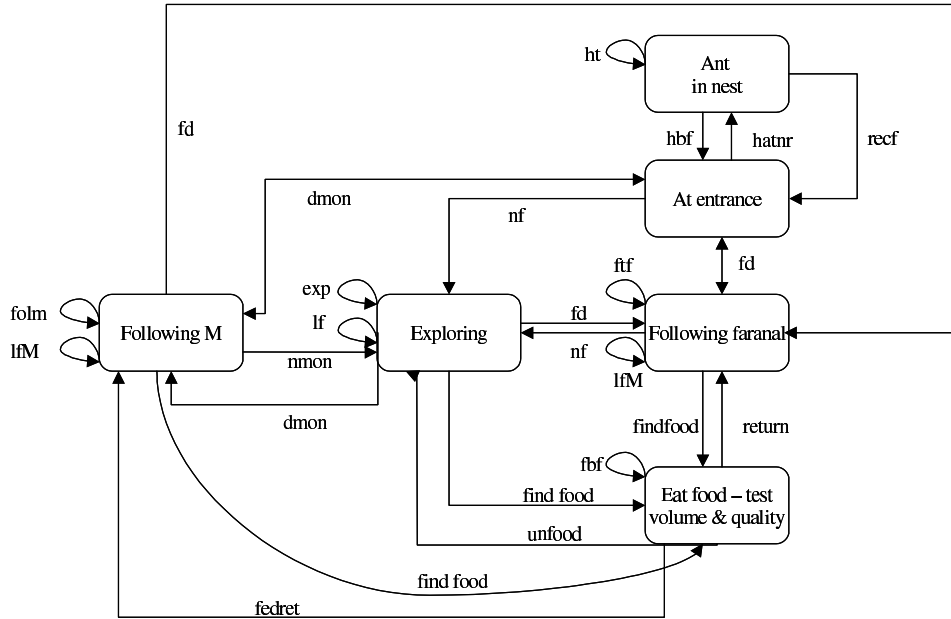 ht
Ant
in nest
fd
hbf
hatnr
recf
dmon
At entrance
nf
ftf
fd
exp
folm
lf
fd
Following M
Exploring
Following faranal
lfM
nmon
nf
lfM
dmon
findfood
return
fbf
find food
Eat food – test
volume & quality
unfood
find food
fedret